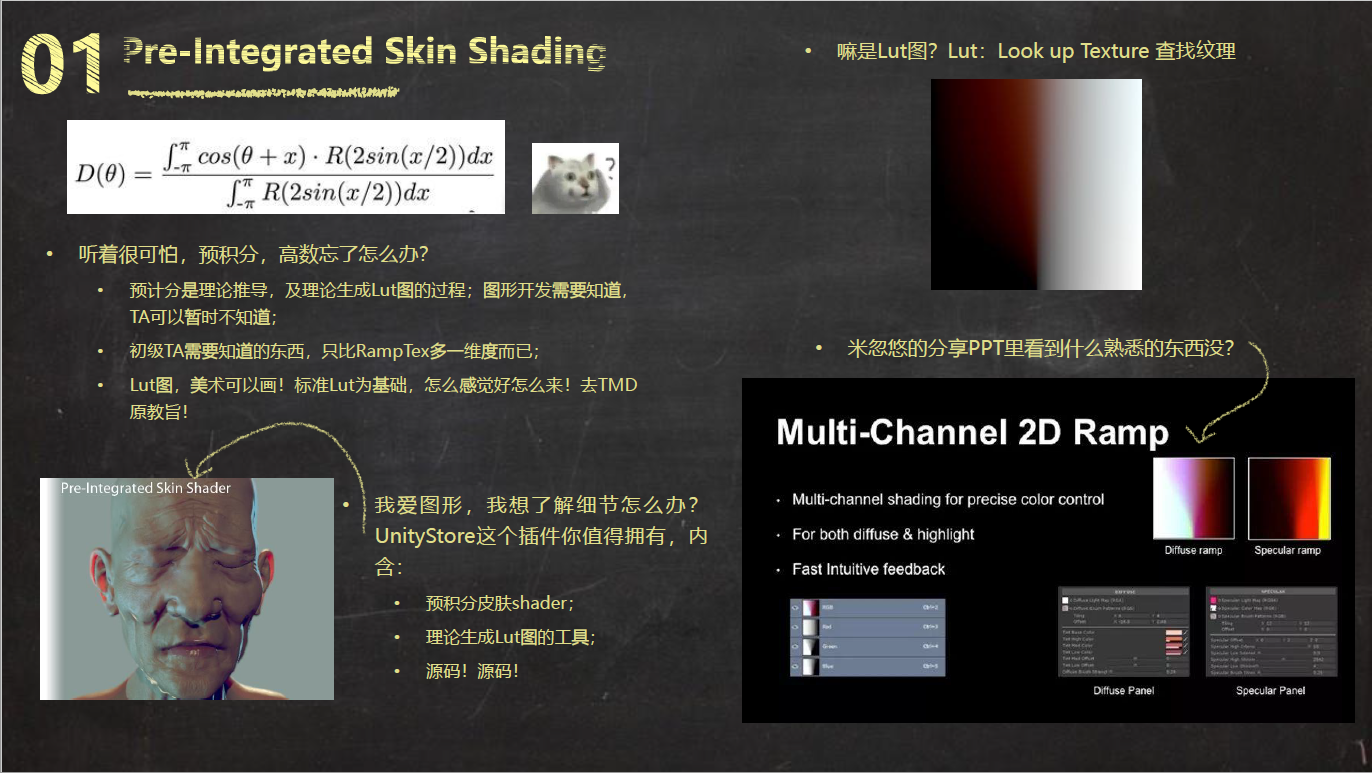 01
Pre-Integrated Skin Shading
D(θ) = ∫-π^π cos(θ + x) · R(2sin(x/2))dx / ∫-π^π R(2sin(x/2))dx
?
• 听着很可怕，预积分，高数忘了怎么办？
• 预计分是理论推导，及理论生成Lut图的过程；图形开发需要知道，
TA可以暂时不知道；
• 初级TA需要知道的东西，只比RampTex多一维度而已；
• Lut图，美术可以画！标准Lut为基础，怎么感觉好怎么来！去TMD
原教旨！
Pre-Integrated Skin Shader
• 我爱图形，我想了解细节怎么办？
UnityStore这个插件你值得拥有，内
含：
• 预积分皮肤shader；
• 理论生成Lut图的工具；
• 源码！源码！
• 嘛是Lut图？Lut：Look up Texture 查找纹理
• 米忽悠的分享PPT里看到什么熟悉的东西没？
Multi-Channel 2D Ramp
• Multi-channel shading for precise color control
• For both diffuse & highlight
• Fast Intuitive feedback
Diffuse ramp
Specular ramp
RGB Ctrl+2
Red Ctrl+3
Green Ctrl+4
Blue Ctrl+5
DIFFUSE
SPECULAR
Diffuse Panel
Specular Panel